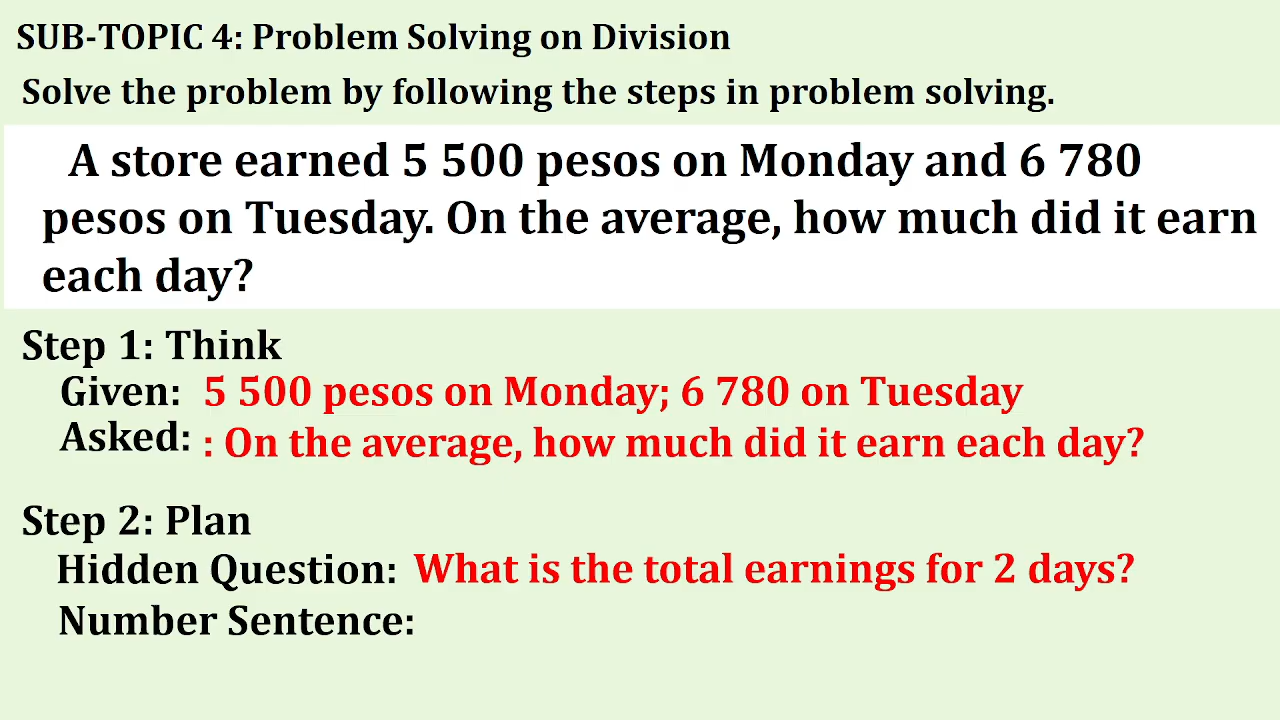 SUB-TOPIC 4: Problem Solving on Division
Solve the problem by following the steps in problem solving.
A store earned 5 500 pesos on Monday and 6 780
pesos on Tuesday. On the average, how much did it earn
each day?
Step 1: Think
Given: 5 500 pesos on Monday; 6 780 on Tuesday
Asked: : On the average, how much did it earn each day?
Step 2: Plan
Hidden Question: What is the total earnings for 2 days?
Number Sentence: